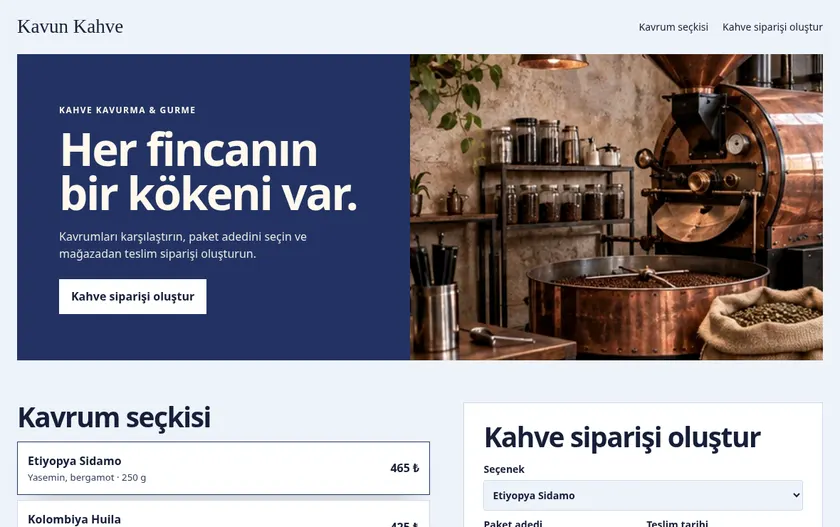 Kavun Kahve
Kavrum seçkisi
Kahve siparişi oluştur
KAHVE KAVURMA & GURME
Her fincanın
bir kökeni var.
Kavrumları karşılaştırın, paket adedini seçin ve
mağazadan teslim siparişi oluşturun.
Kahve siparişi oluştur
Kavrum seçkisi
Etiyopya Sidamo
465 ₺
Yasemin, bergamot · 250 g
Kolombiya Huila
425 ₺
Kahve siparişi oluştur
Seçenek
Etiyopya Sidamo
Paket adedi
Teslim tarihi